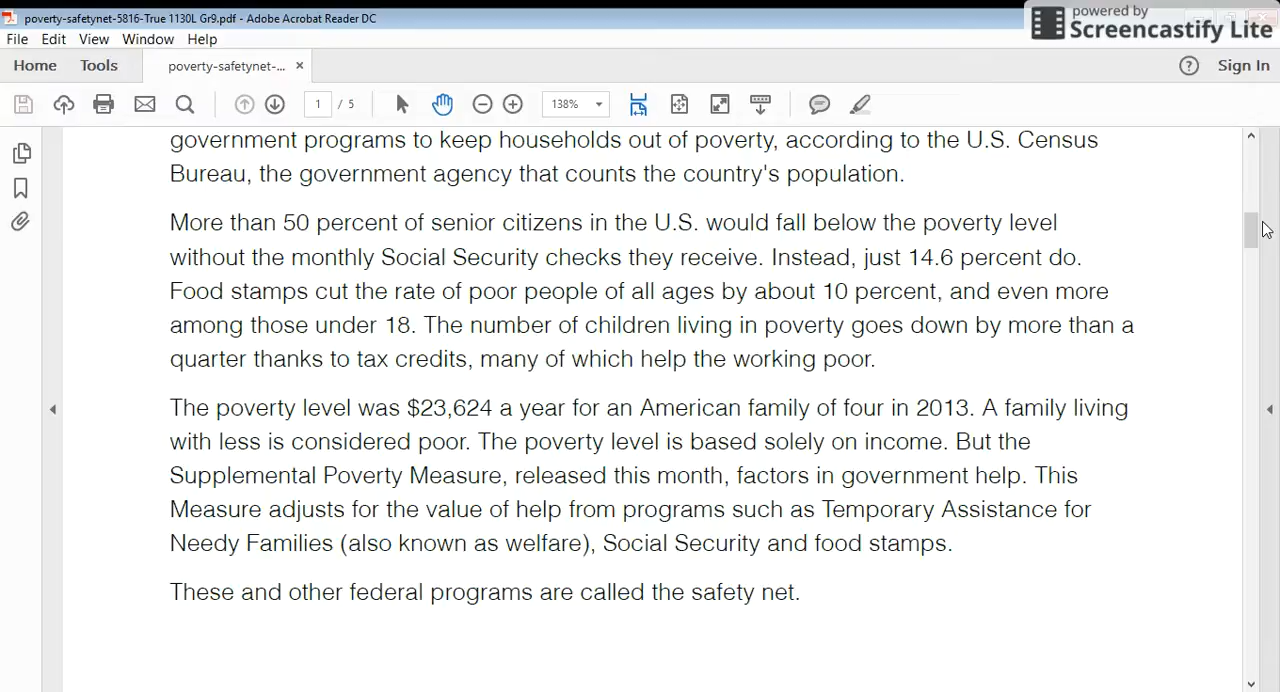 poverty-safetynet-5816-True 1130L Gr9.pdf - Adobe Acrobat Reader DC
powered by
Screencastify Lite
File Edit View Window Help
Home Tools poverty-safetynet-... × ? Sign In
1 / 5 138%
government programs to keep households out of poverty, according to the U.S. Census
Bureau, the government agency that counts the country's population.
More than 50 percent of senior citizens in the U.S. would fall below the poverty level
without the monthly Social Security checks they receive. Instead, just 14.6 percent do.
Food stamps cut the rate of poor people of all ages by about 10 percent, and even more
among those under 18. The number of children living in poverty goes down by more than a
quarter thanks to tax credits, many of which help the working poor.
The poverty level was $23,624 a year for an American family of four in 2013. A family living
with less is considered poor. The poverty level is based solely on income. But the
Supplemental Poverty Measure, released this month, factors in government help. This
Measure adjusts for the value of help from programs such as Temporary Assistance for
Needy Families (also known as welfare), Social Security and food stamps.
These and other federal programs are called the safety net.